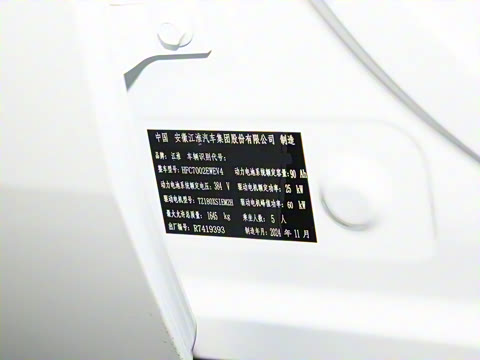 中国 安徽江淮汽车集团股份有限公司 制造
品牌：江淮 车辆识别代号：
整车型号：HFC7002EWEV4 动力电池系统额定容量：90 Ah
动力电池系统额定电压：384 V 驱动电机额定功率：25 kW
驱动电机型号：TZ180XS1EM2H 驱动电机峰值功率：60 kW
最大允许总质量：1645 kg 乘坐人数：5 人
出厂编号：R7419393 制造年月：2024 年 11 月